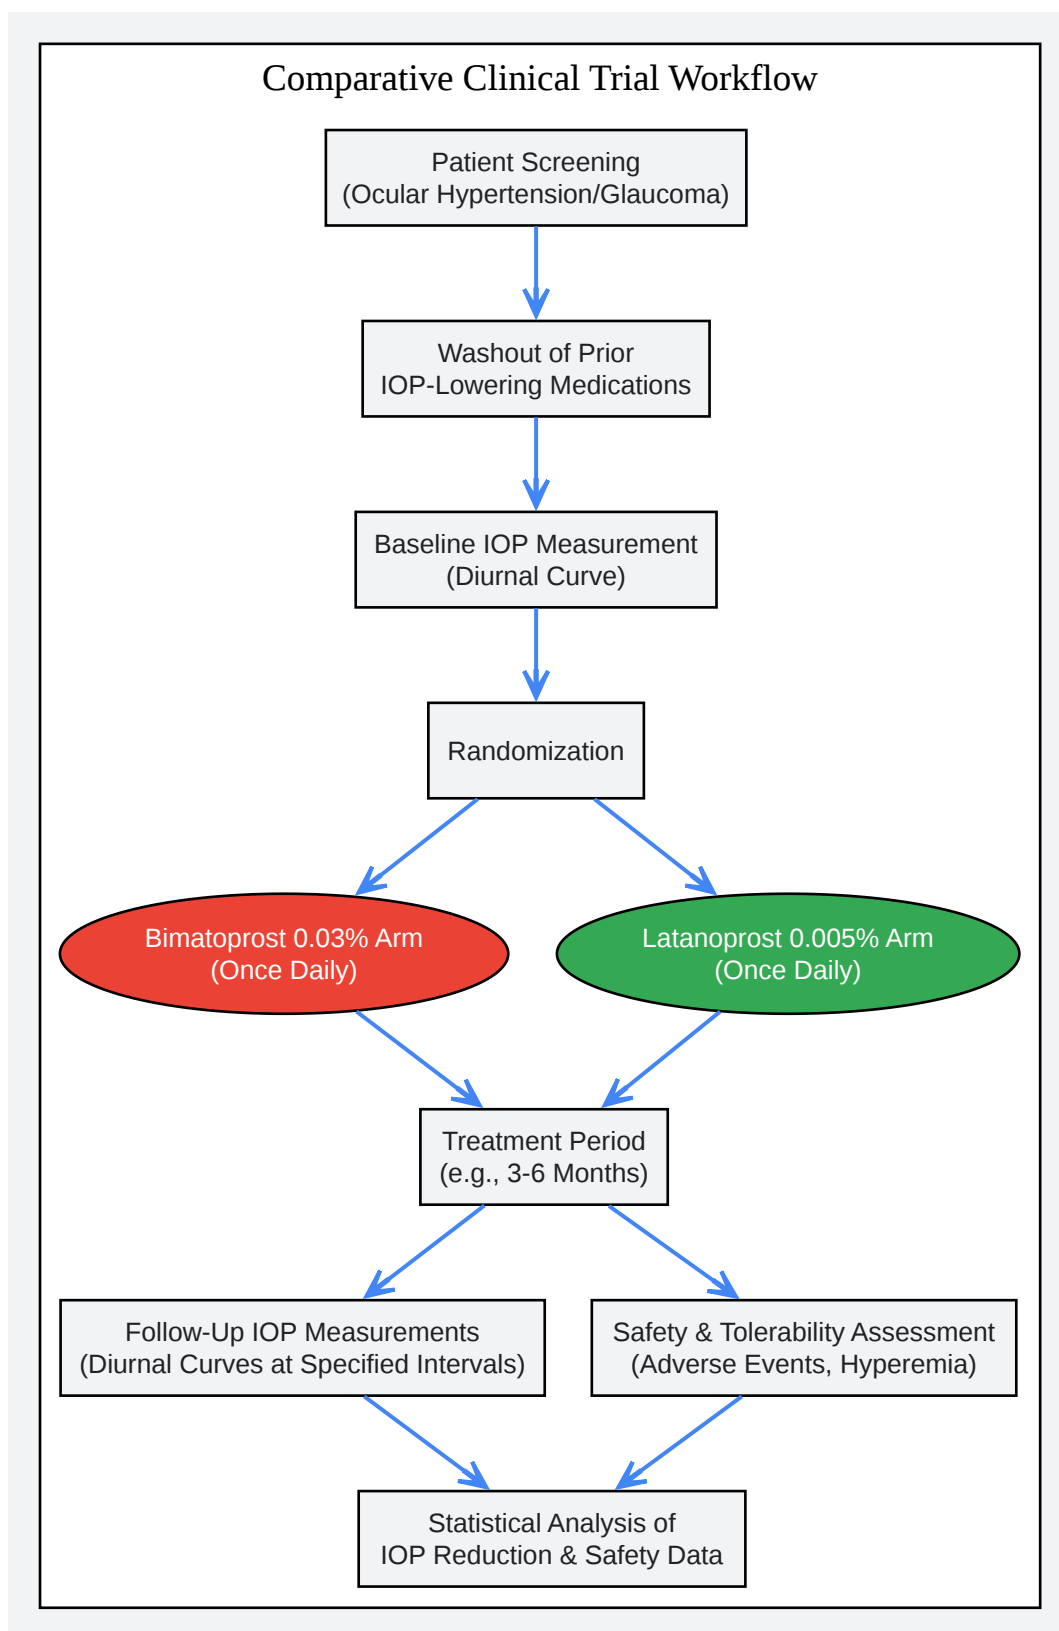 Comparative Clinical Trial Workflow
Patient Screening
(Ocular Hypertension/Glaucoma)
Washout of Prior
IOP-Lowering Medications
Baseline IOP Measurement
(Diurnal Curve)
Randomization
Bimatoprost 0.03% Arm
(Once Daily)
Latanoprost 0.005% Arm
(Once Daily)
Treatment Period
(e.g., 3-6 Months)
Follow-Up IOP Measurements
(Diurnal Curves at Specified Intervals)
Safety & Tolerability Assessment
(Adverse Events, Hyperemia)
Statistical Analysis of
IOP Reduction & Safety Data